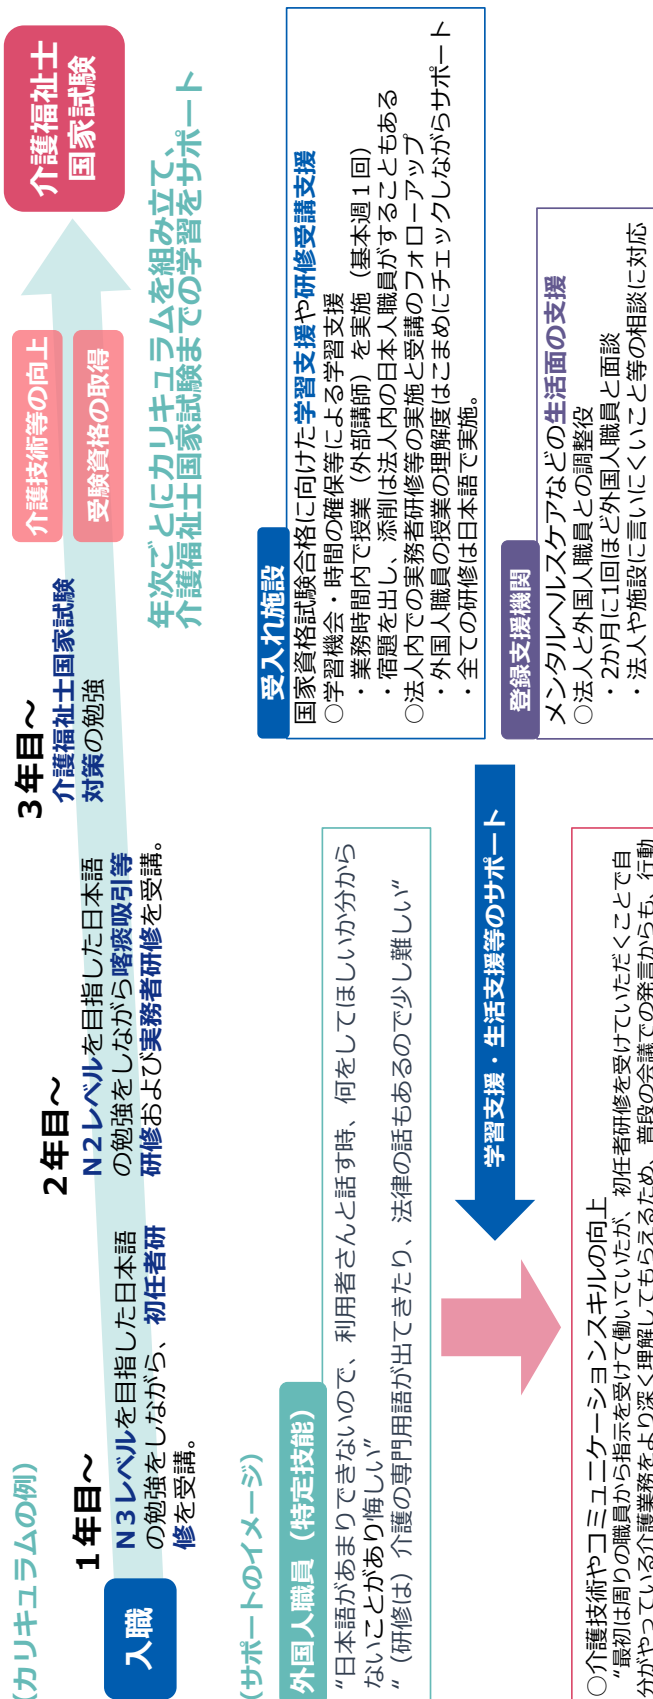 （カリキュラムの例）
入職
１年目～
N３レベルを目指した日本語
の勉強をしながら、初任者研
修を受講。
２年目～
N２レベルを目指した日本語
の勉強をしながら喀痰吸引等
研修および実務者研修を受講。
３年目～
介護福祉士国家試験
対策の勉強
介護技術等の向上
受験資格の取得
介護福祉士
国家試験
年次ごとにカリキュラムを組み立て、
介護福祉士国家試験までの学習をサポート
（サポートのイメージ）
外国人職員（特定技能）
“日本語があまりできないので、利用者さんと話す時、何をしてほしいか分から
ないことがあり悔しい”
“（研修は）介護の専門用語が出てきたり、法律の話もあるので少し難しい”
学習支援・生活支援等のサポート
受入れ施設
国家資格試験合格に向けた学習支援や研修受講支援
○学習機会・時間の確保等による学習支援
・業務時間内で授業（外部講師）を実施（基本週１回）
・宿題を出し、添削は法人内の日本人職員がすることもある
○法人内での実務者研修等の実施と受講のフォローアップ
・外国人職員の授業の理解度はこまめにチェックしながらサポート
・全ての研修は日本語で実施。
登録支援機関
メンタルヘルスケアなどの生活面の支援
○法人と外国人職員との調整役
・2か月に1回ほど外国人職員と面談
・法人や施設に言いにくいこと等の相談に対応
○介護技術やコミュニケーションスキルの向上
“最初は周りの職員から指示を受けて働いていたが、初任者研修を受けていただくことで自
分がやっている介護業務をより深く理解してもらえるため、普段の会議での発言からも、行動